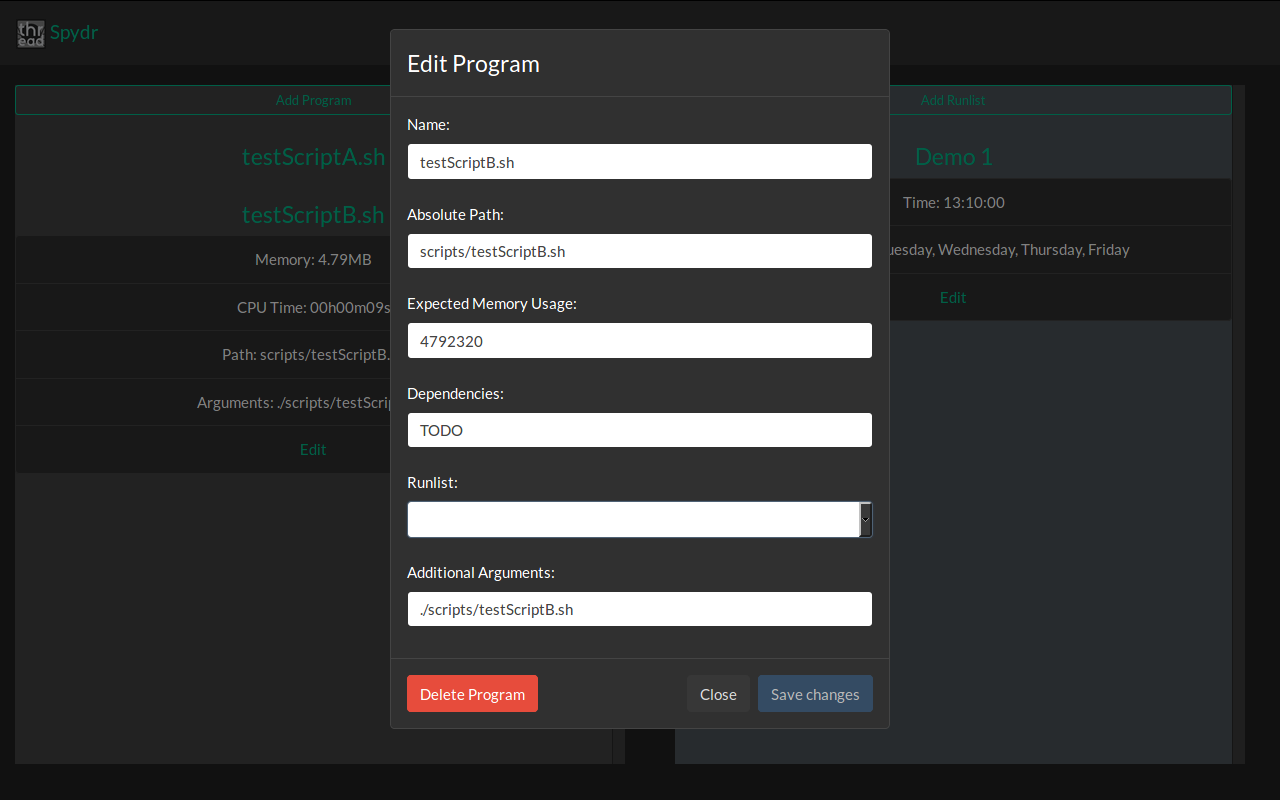 thr
ead
Spydr
Add Program
testScriptA.sh
testScriptB.sh
Memory: 4.79MB
CPU Time: 00h00m09s
Path: scripts/testScriptB.
Arguments: ./scripts/testScrip
Edit
Edit Program
Name:
testScriptB.sh
Absolute Path:
scripts/testScriptB.sh
Expected Memory Usage:
4792320
Dependencies:
TODO
Runlist:
Additional Arguments:
./scripts/testScriptB.sh
Delete Program
Close
Save changes
Add Runlist
Demo 1
Time: 13:10:00
uesday, Wednesday, Thursday, Friday
Edit